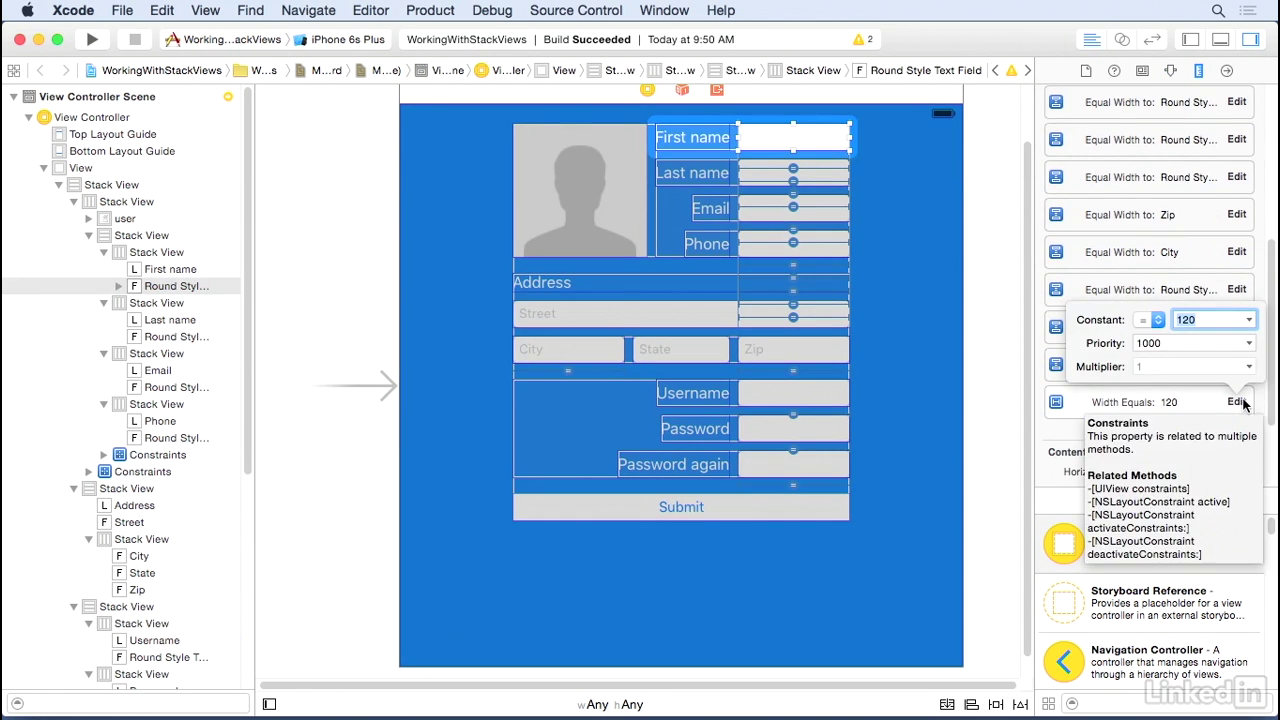 Xcode File Edit View Find Navigate Editor Product Debug Source Control Window Help
Working...ackViews iPhone 6s Plus WorkingWithStackViews Build Succeeded Today at 9:50 AM 2
WorkingWithStackViews W...s M...rd M...e) Vi...ne Vi...ler View St...w St...w St...w Stack View F Round Style Text Field
View Controller Scene
View Controller
Top Layout Guide
Bottom Layout Guide
View
Stack View
Stack View
user
Stack View
Stack View
L First name
F Round Styl...
Stack View
L Last name
F Round Styl...
Stack View
L Email
F Round Styl...
Stack View
L Phone
F Round Styl...
Constraints
Constraints
Stack View
L Address
F Street
Stack View
F City
F State
F Zip
Stack View
Stack View
L Username
F Round Style T...
Stack View
First name
Last name
Email
Phone
Address
Street
City State Zip
Username
Password
Password again
Submit
wAny hAny
Equal Width to: Round Sty... Edit
Equal Width to: Round Sty... Edit
Equal Width to: Round Sty... Edit
Equal Width to: Zip Edit
Equal Width to: City Edit
Equal Width to: Round Sty... Edit
Constant: = 120
Priority: 1000
Multiplier: 1
Width Equals: 120 Edit
Constraints
This property is related to multiple
methods.
Related Methods
-[UIView constraints]
-[NSLayoutConstraint active]
-[NSLayoutConstraint
activateConstraints:]
-[NSLayoutConstraint
deactivateConstraints:]
Storyboard Reference -
Provides a placeholder for a view
controller in an external storybo...
Navigation Controller - A
controller that manages navigation
through a hierarchy of views.
Linked in